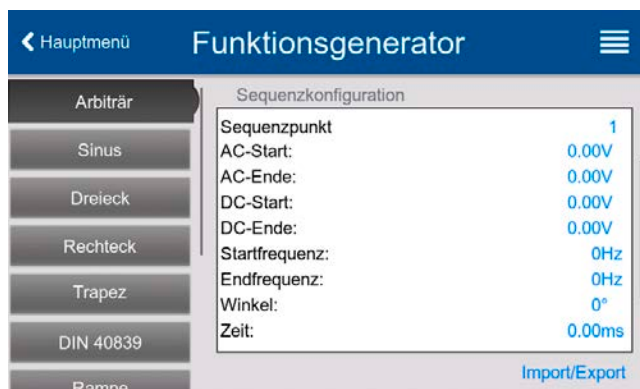 Hauptmenü
Funktionsgenerator
Arbiträr
Sinus
Dreieck
Rechteck
Trapez
DIN 40839
Rampe
Sequenzkonfiguration
Sequenzpunkt 1
AC-Start: 0.00V
AC-Ende: 0.00V
DC-Start: 0.00V
DC-Ende: 0.00V
Startfrequenz: 0Hz
Endfrequenz: 0Hz
Winkel: 0°
Zeit: 0.00ms
Import/Export